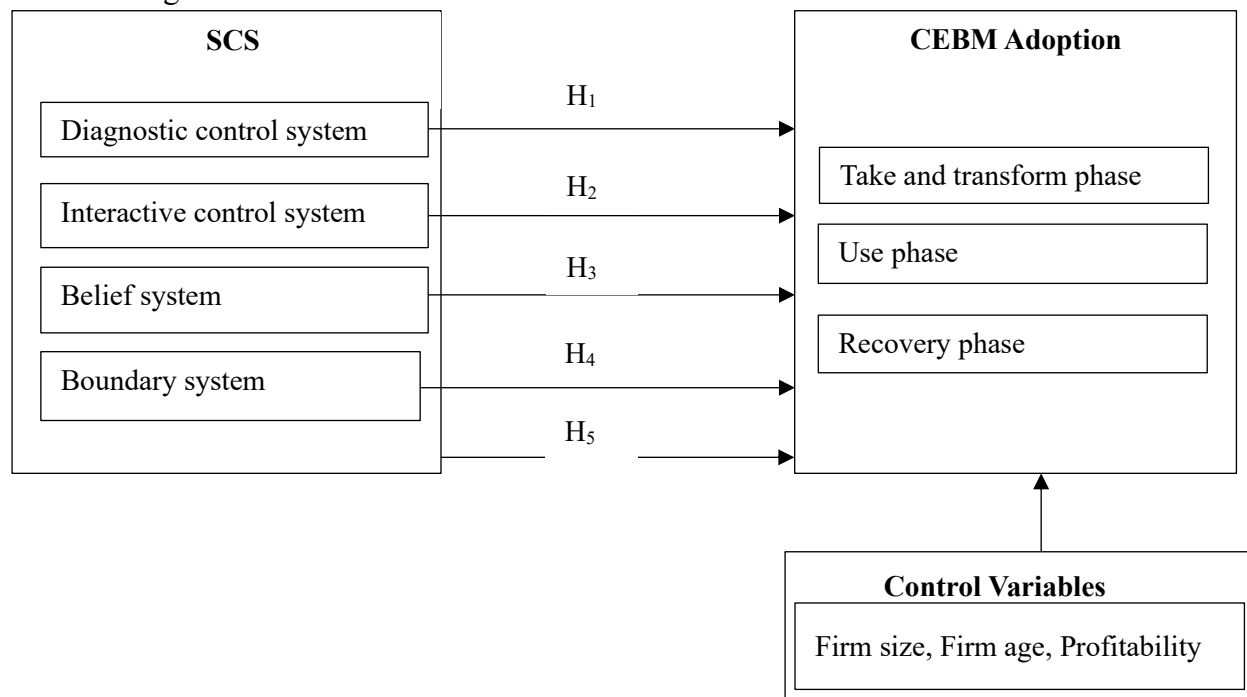 SCS
CEBM Adoption
H₁
Diagnostic control system
Take and transform phase
H₂
Interactive control system
Use phase
H₃
Belief system
Recovery phase
H₄
Boundary system
H₅
Control Variables
Firm size, Firm age, Profitability